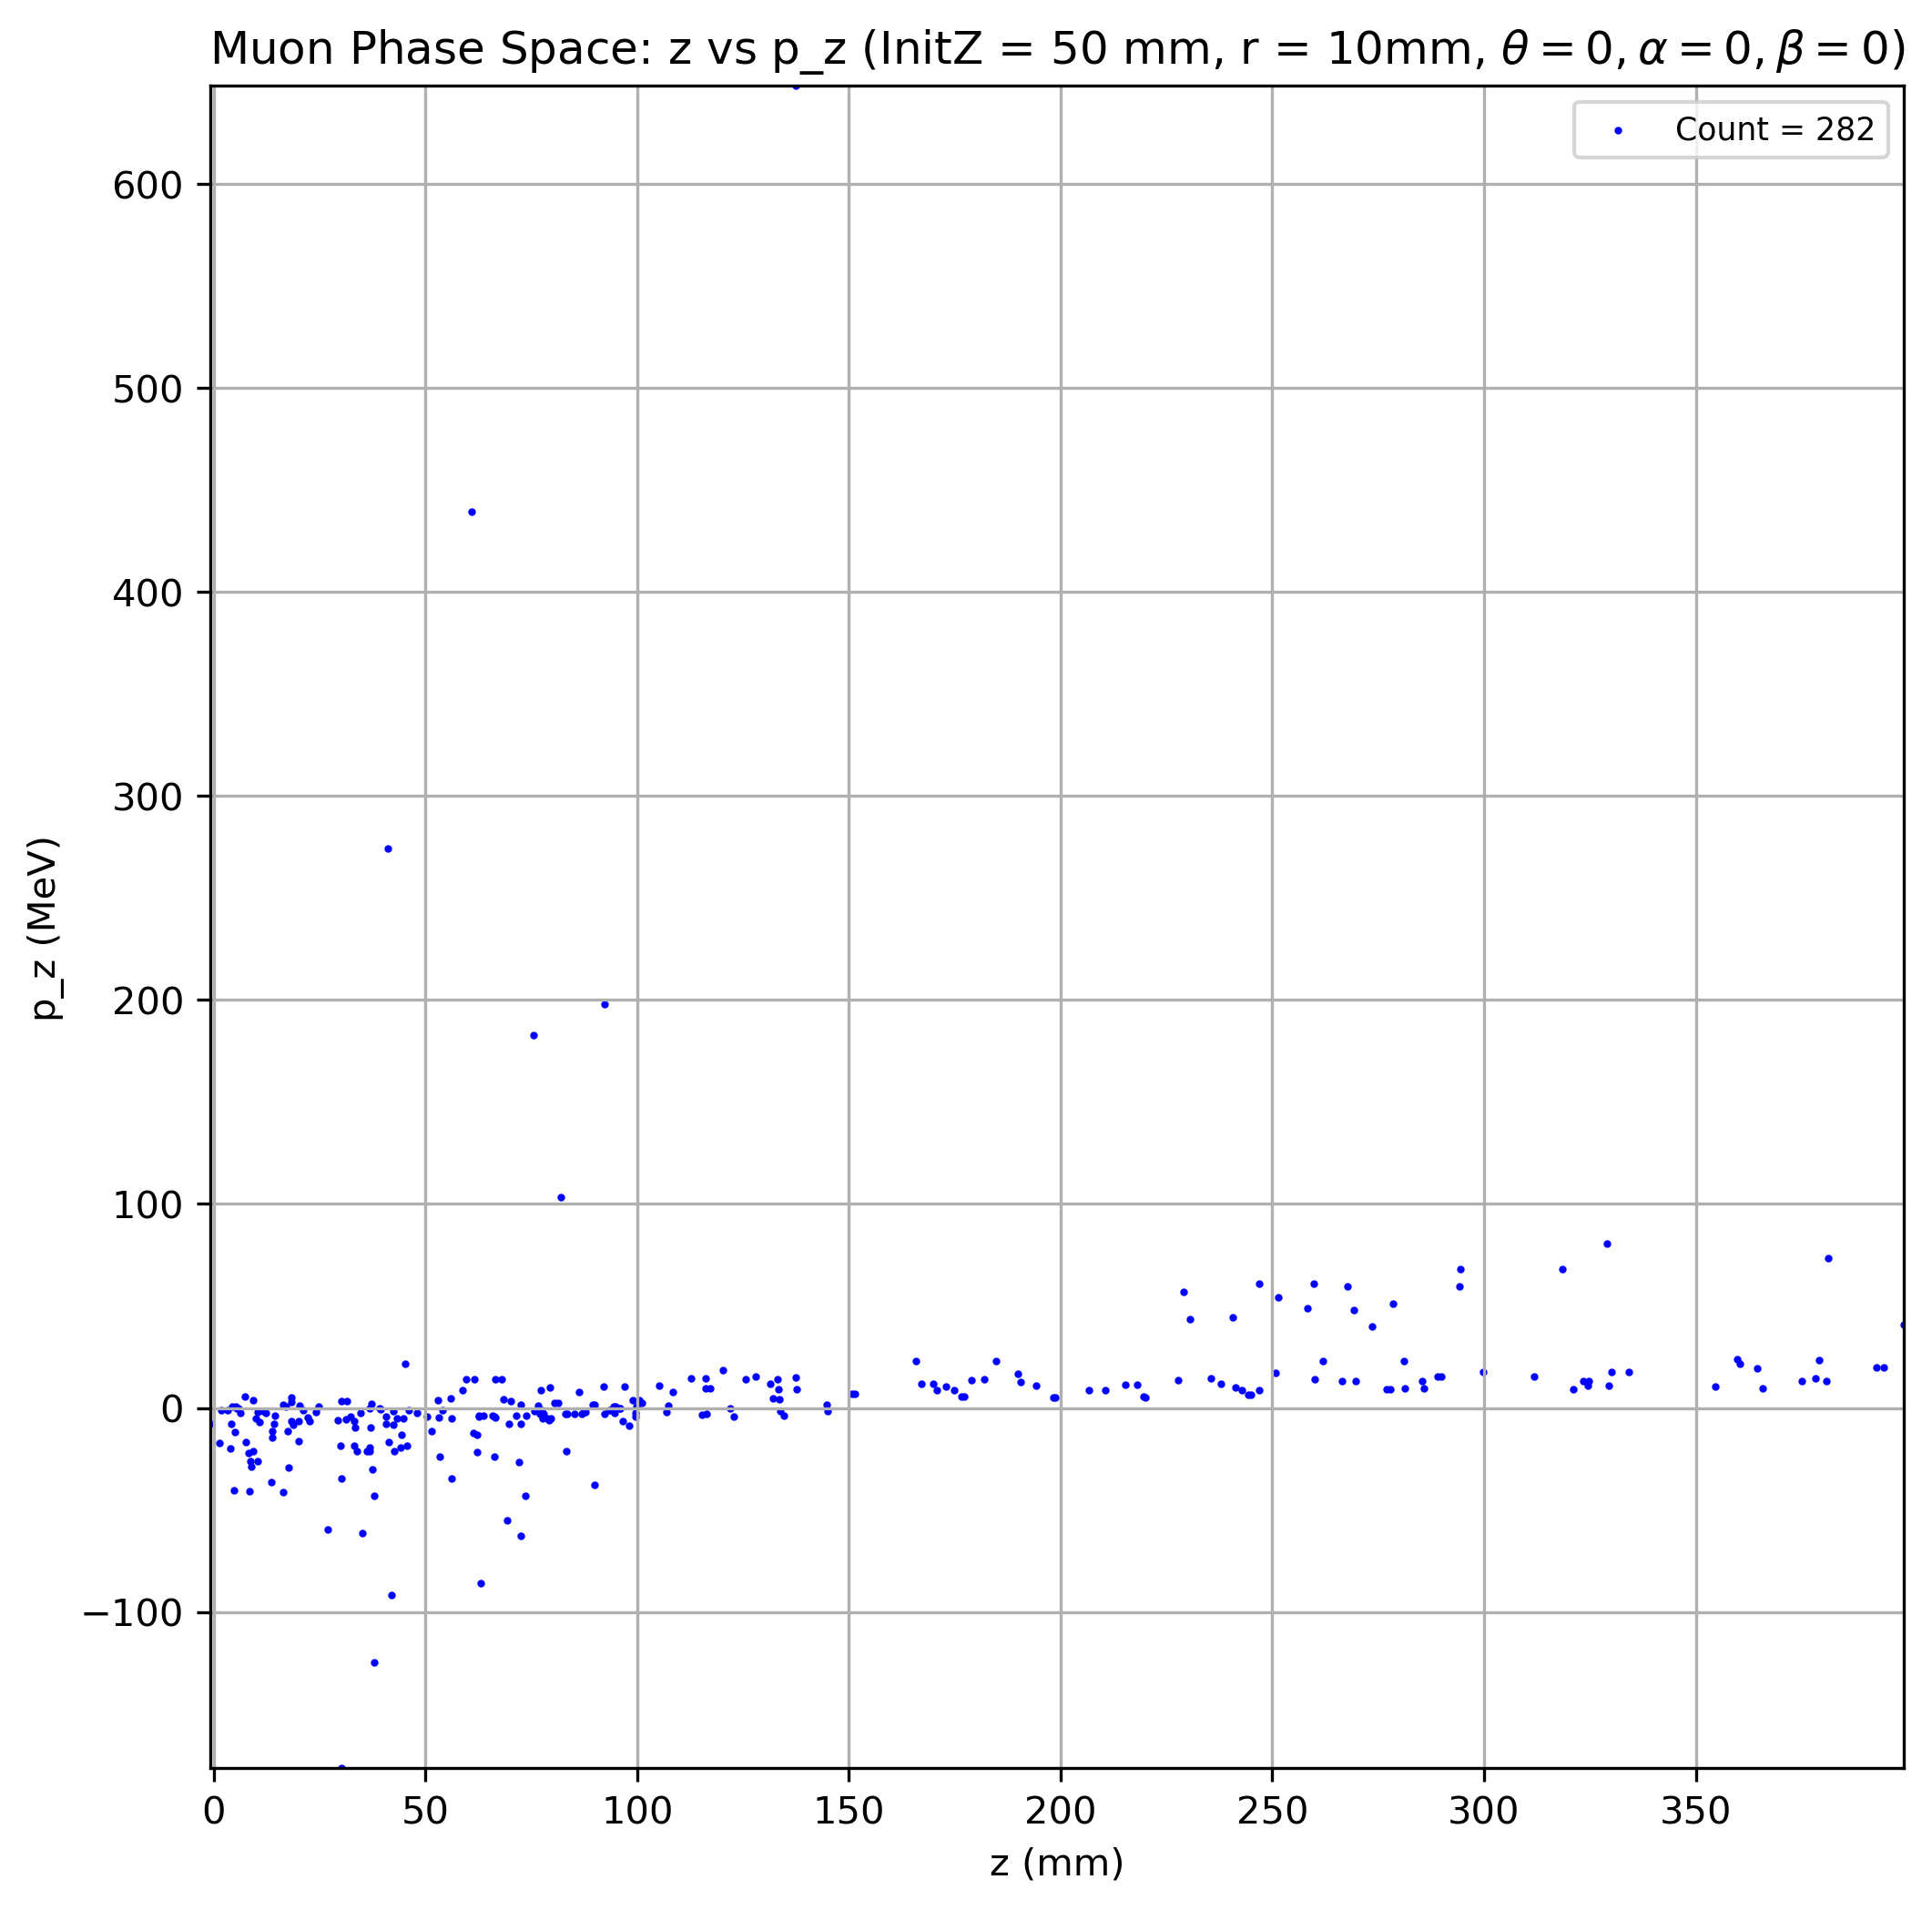 Muon Phase Space: z vs p_z (InitZ = 50 mm, r = 10mm, θ = 0, α = 0, β = 0)
Count = 282
600
500
400
300
200
100
0
−100
p_z (MeV)
0 50 100 150 200 250 300 350
z (mm)